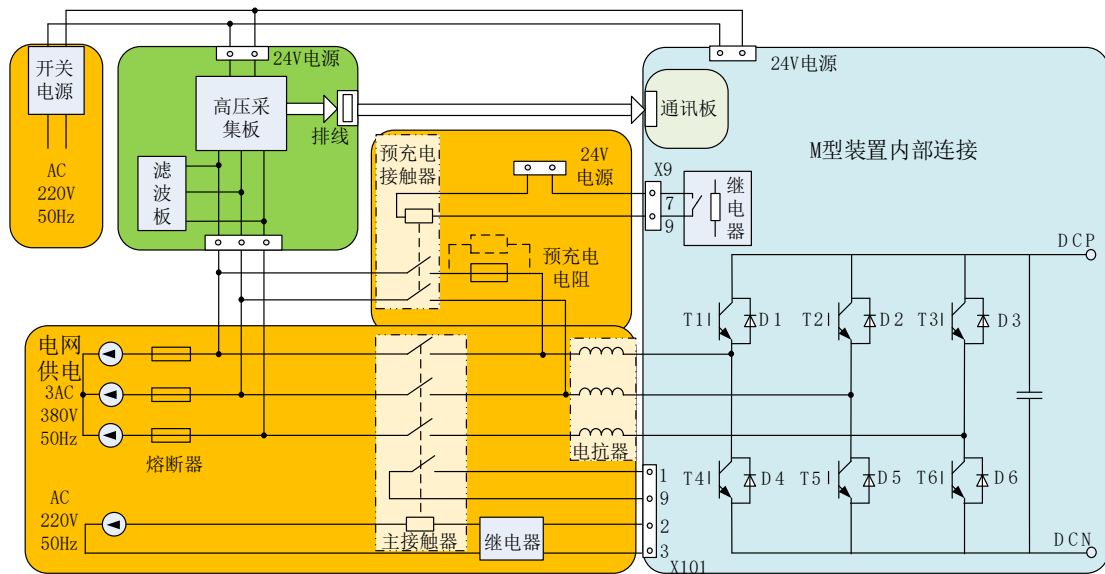 开关
电源
AC
220V
50Hz
24V电源
高压采
集板
排线
滤
波
板
预充电
接触器
24V
电源
预充电
电阻
24V电源
通讯板
M型装置内部连接
X9
7
9
继
电
器
DCP
T1
D1
T2
D2
T3
D3
电网
供电
3AC
380V
50Hz
熔断器
电抗器
AC
220V
50Hz
主接触器
继电器
1
9
2
3
X101
T4
D4
T5
D5
T6
D6
DCN